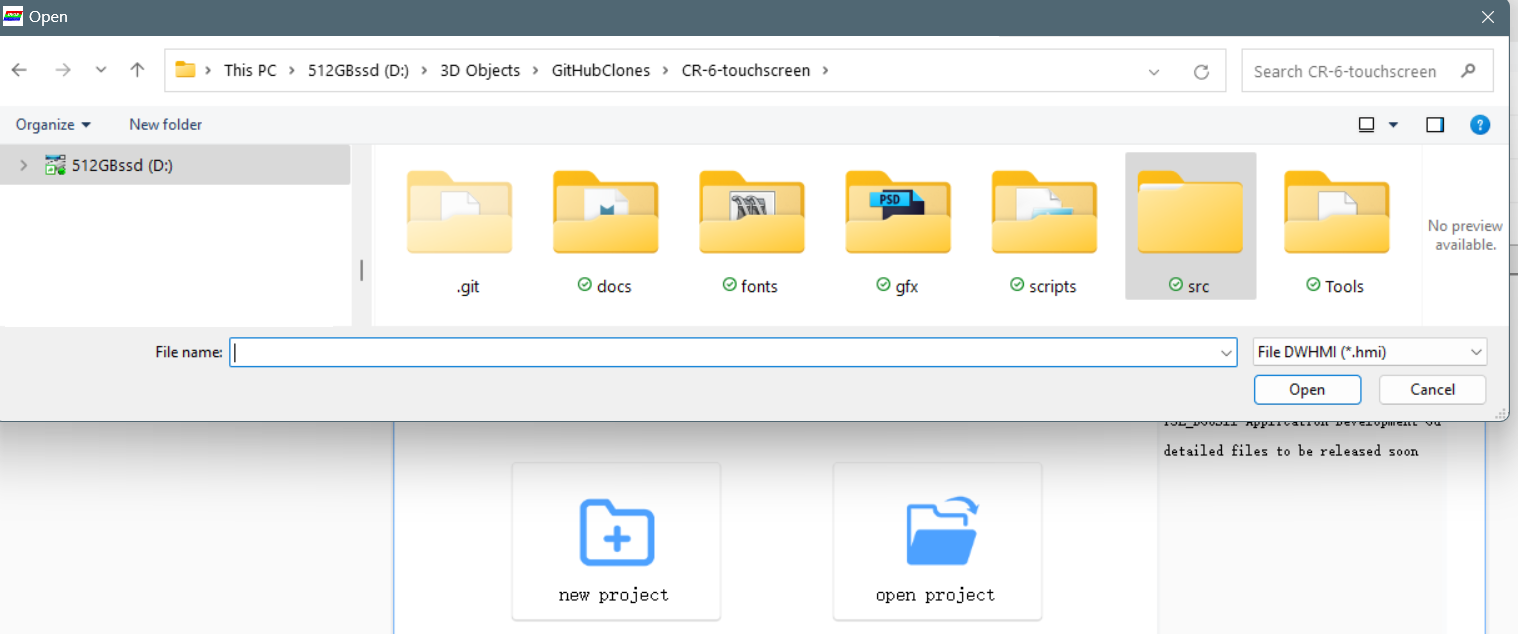 Open
This PC > 512GBssd (D:) > 3D Objects > GitHubClones > CR-6-touchscreen >
Search CR-6-touchscreen
Organize
New folder
?
512GBssd (D:)
PSD
.git
docs
fonts
gfx
scripts
src
Tools
No preview
available.
File name:
File DWHMI (*.hmi)
Open
Cancel
Application Development
detailed files to be released soon
new project
open project